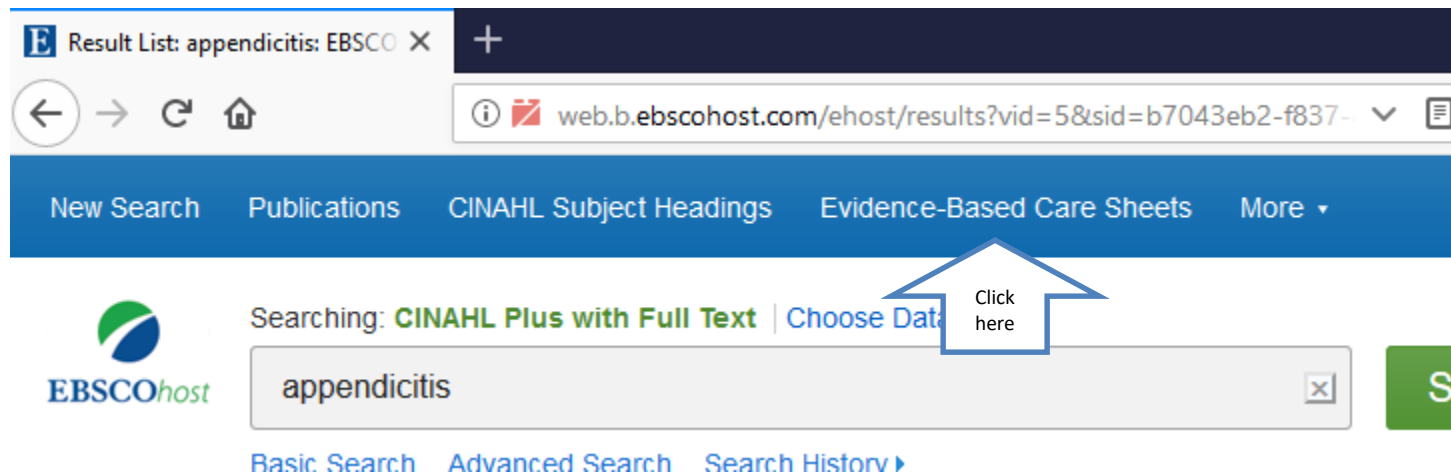 E Result List: appendicitis: EBSCO
web.b.ebscohost.com/ehost/results?vid=5&sid=b7043eb2-f837-
New Search Publications CINAHL Subject Headings Evidence-Based Care Sheets More
Searching: CINAHL Plus with Full Text | Choose Dat
Click
here
EBSCOhost
appendicitis
S
Basic Search Advanced Search Search History